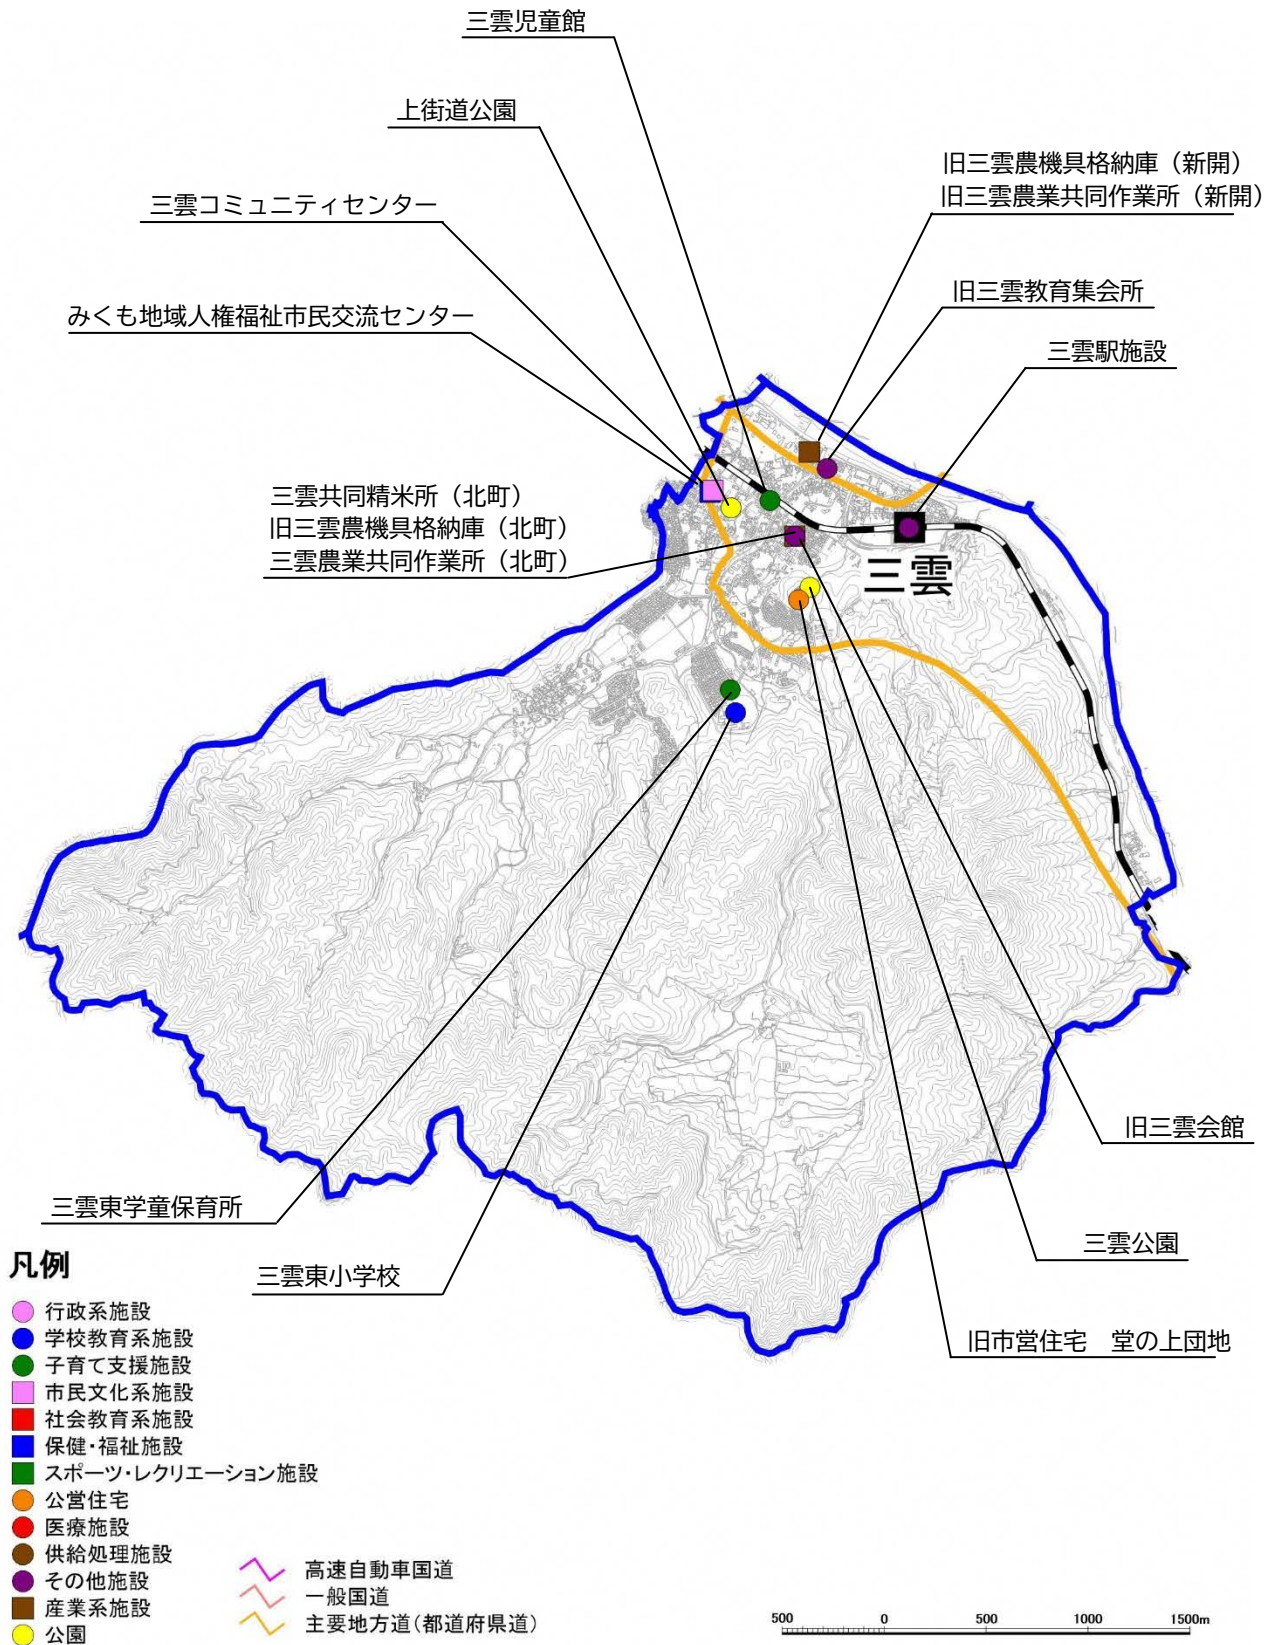 三雲児童館
上街道公園
旧三雲農機具格納庫（新開）
旧三雲農業共同作業所（新開）
三雲コミュニティセンター
旧三雲教育集会所
みくも地域人権福祉市民交流センター
三雲駅施設
三雲共同精米所（北町）
旧三雲農機具格納庫（北町）
三雲農業共同作業所（北町）
三雲
旧三雲会館
三雲東学童保育所
三雲公園
三雲東小学校
旧市営住宅　堂の上団地
凡例
行政系施設
学校教育系施設
子育て支援施設
市民文化系施設
社会教育系施設
保健・福祉施設
スポーツ・レクリエーション施設
公営住宅
医療施設
供給処理施設
その他施設
産業系施設
公園
高速自動車国道
一般国道
主要地方道（都道府県道）
500 0 500 1000 1500m